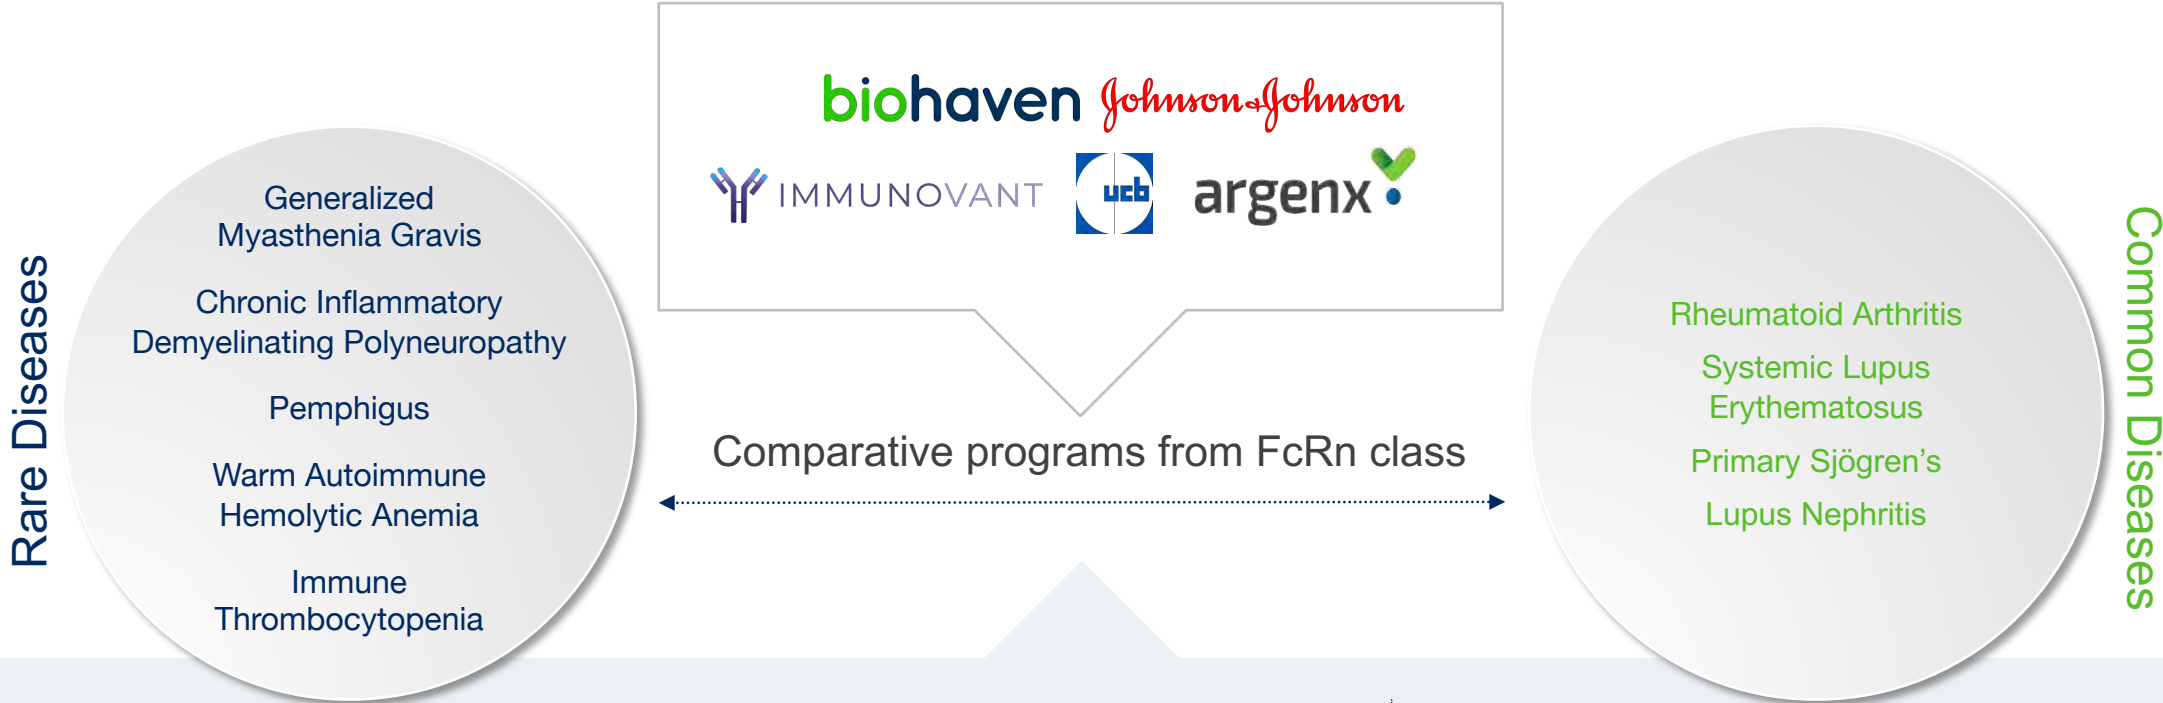 Rare Diseases
Generalized
Myasthenia Gravis
Chronic Inflammatory
Demyelinating Polyneuropathy
Pemphigus
Warm Autoimmune
Hemolytic Anemia
Immune
Thrombocytopenia
biohaven Johnson&Johnson
IMMUNOVANT ucb argenx
Comparative programs from FcRn class
Rheumatoid Arthritis
Systemic Lupus
Erythematosus
Primary Sjögren’s
Lupus Nephritis
Common Diseases